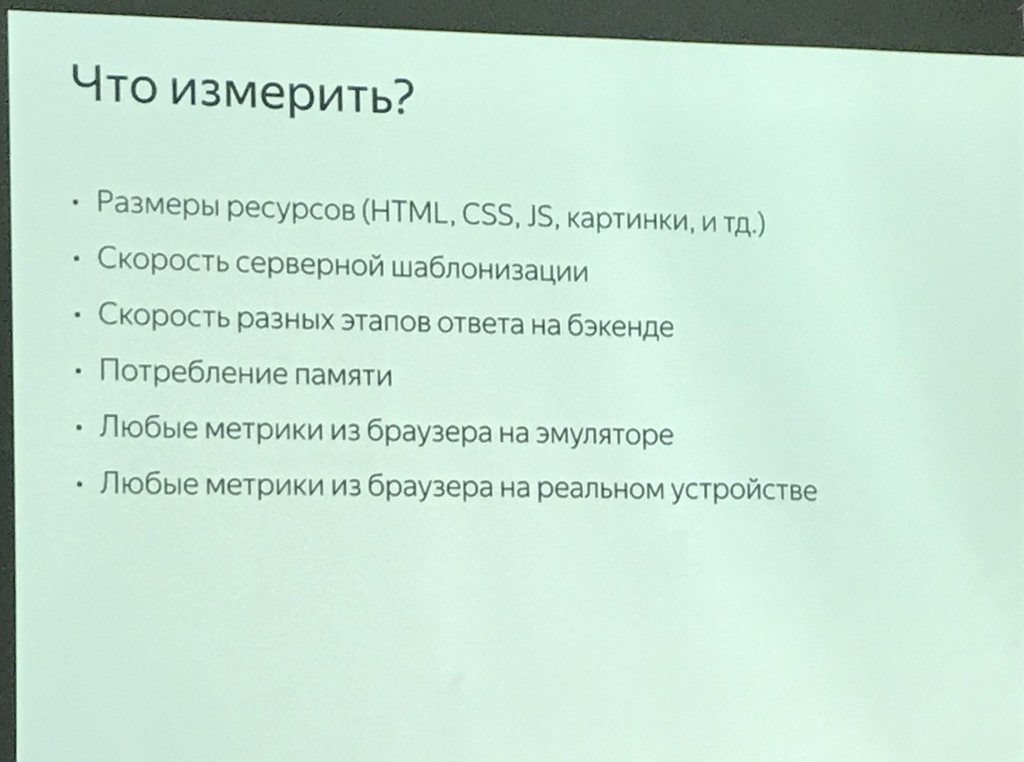 Что измерить?
• Размеры ресурсов (HTML, CSS, JS, картинки, и тд.)
• Скорость серверной шаблонизации
• Скорость разных этапов ответа на бэкенде
• Потребление памяти
• Любые метрики из браузера на эмуляторе
• Любые метрики из браузера на реальном устройстве